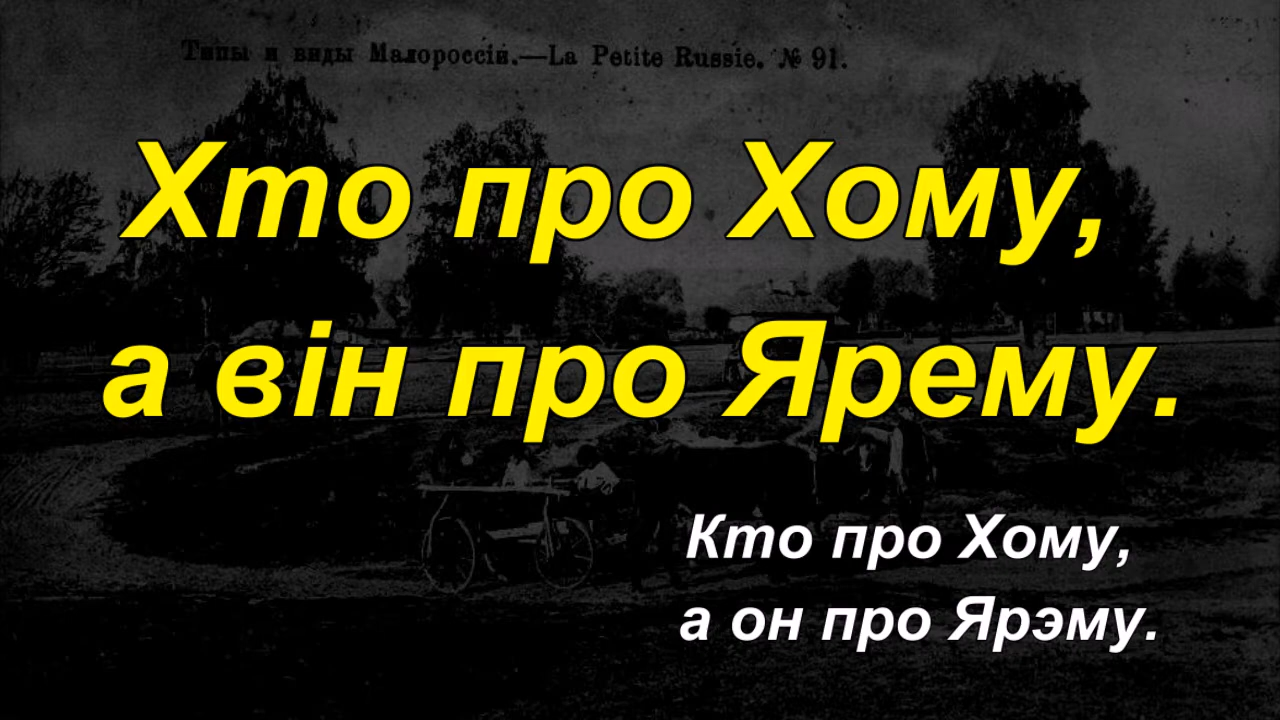 Типы и виды Малороссіи.—La Petite Russie. № 91.
Хто про Хому,
а він про Ярему.
Кто про Хому,
а он про Ярэму.